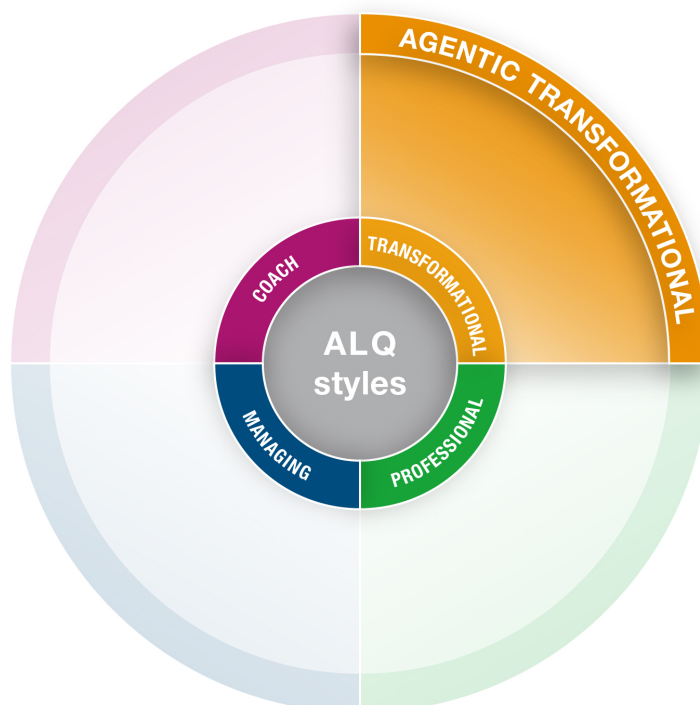 AGENTIC TRANSFORMATIONAL
COACH
TRANSFORMATIONAL
ALQ
styles
MANAGING
PROFESSIONAL